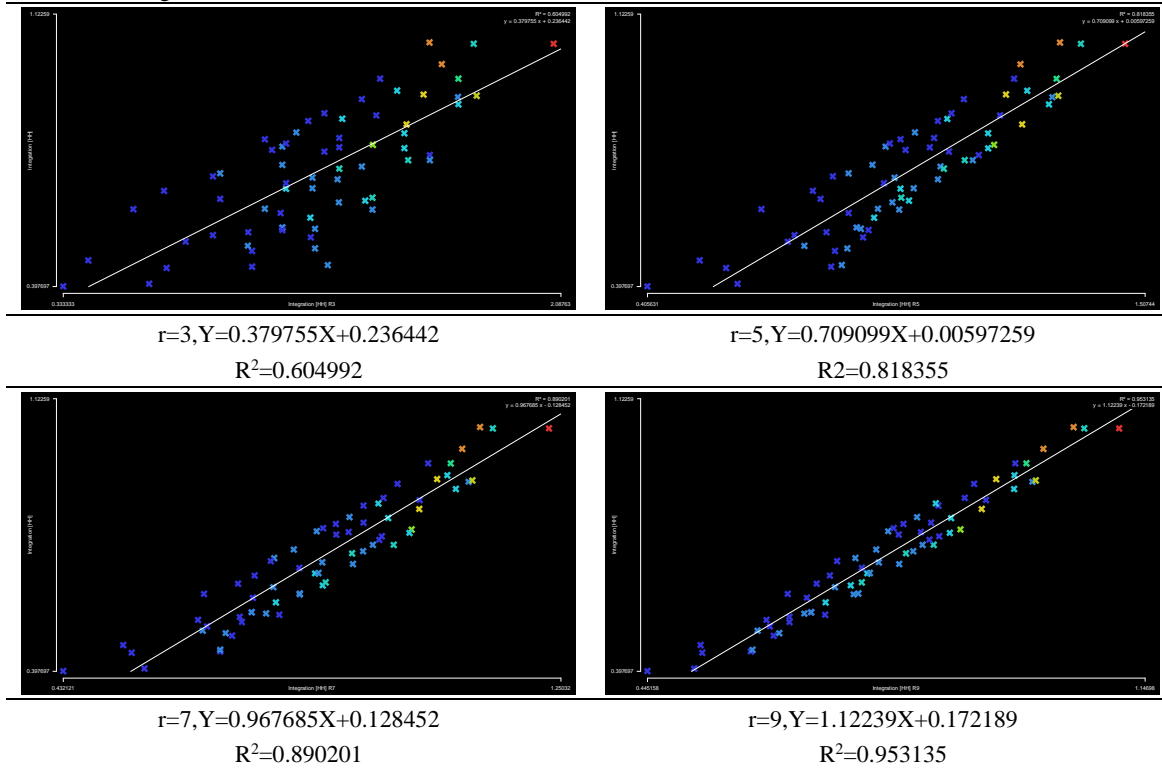 1.12259
R² = 0.604992
y = 0.379755 x + 0.236442
Integration [HH]
0.397697
0.333333
Integration [HH] R3
2.08763
1.12259
R² = 0.818355
y = 0.709099 x + 0.00597259
Integration [HH]
0.397697
0.405631
Integration [HH] R5
1.50744
r=3,Y=0.379755X+0.236442
R²=0.604992
r=5,Y=0.709099X+0.00597259
R2=0.818355
1.12259
R² = 0.890201
y = 0.967685 x - 0.128452
Integration [HH]
0.397697
0.432121
Integration [HH] R7
1.25032
1.12259
R² = 0.953135
y = 1.12239 x - 0.172189
Integration [HH]
0.397697
0.445158
Integration [HH] R9
1.14698
r=7,Y=0.967685X+0.128452
R²=0.890201
r=9,Y=1.12239X+0.172189
R²=0.953135